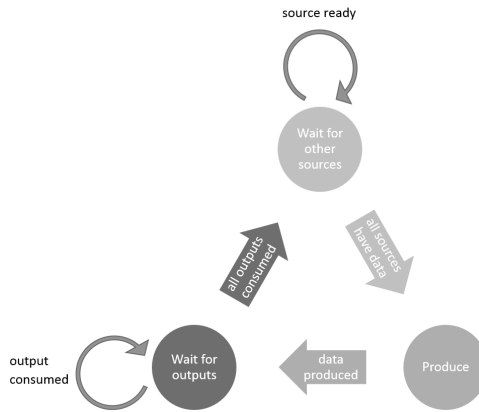 source ready
Wait for
other
sources
all outputs
consumed
all sources
have data
output
consumed
Wait for
outputs
data
produced
Produce